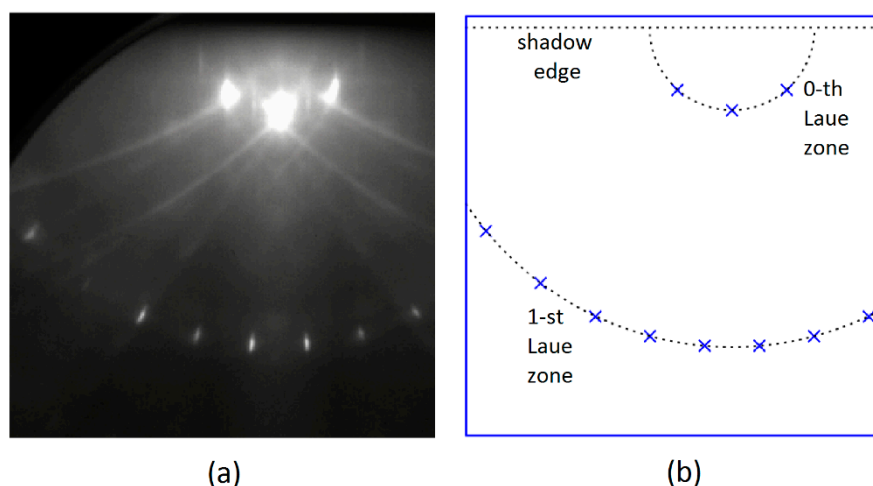 shadow
edge
0-th
Laue
zone
1-st
Laue
zone
(a)
(b)